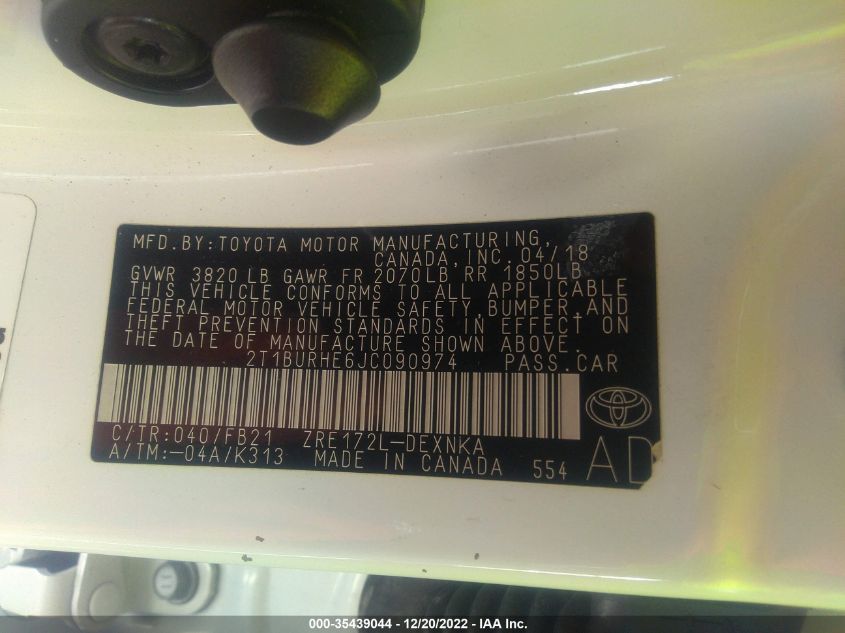 MFD. BY: TOYOTA MOTOR MANUFACTURING,
CANADA, INC. 04/18
GVWR 3820 LB GAWR FR 2070LB, RR 1850LB
THIS VEHICLE CONFORMS TO ALL APPLICABLE
FEDERAL MOTOR VEHICLE SAFETY, BUMPER, AND
THEFT PREVENTION STANDARDS IN EFFECT ON
THE DATE OF MANUFACTURE SHOWN ABOVE.
2T1BURHE6JC090974 PASS. CAR
C/TR: 040/FB21 ZRE172L-DEXNKA
A/TM:-04A/K313 MADE IN CANADA 554
AD
000-35439044 - 12/20/2022 - IAA Inc.